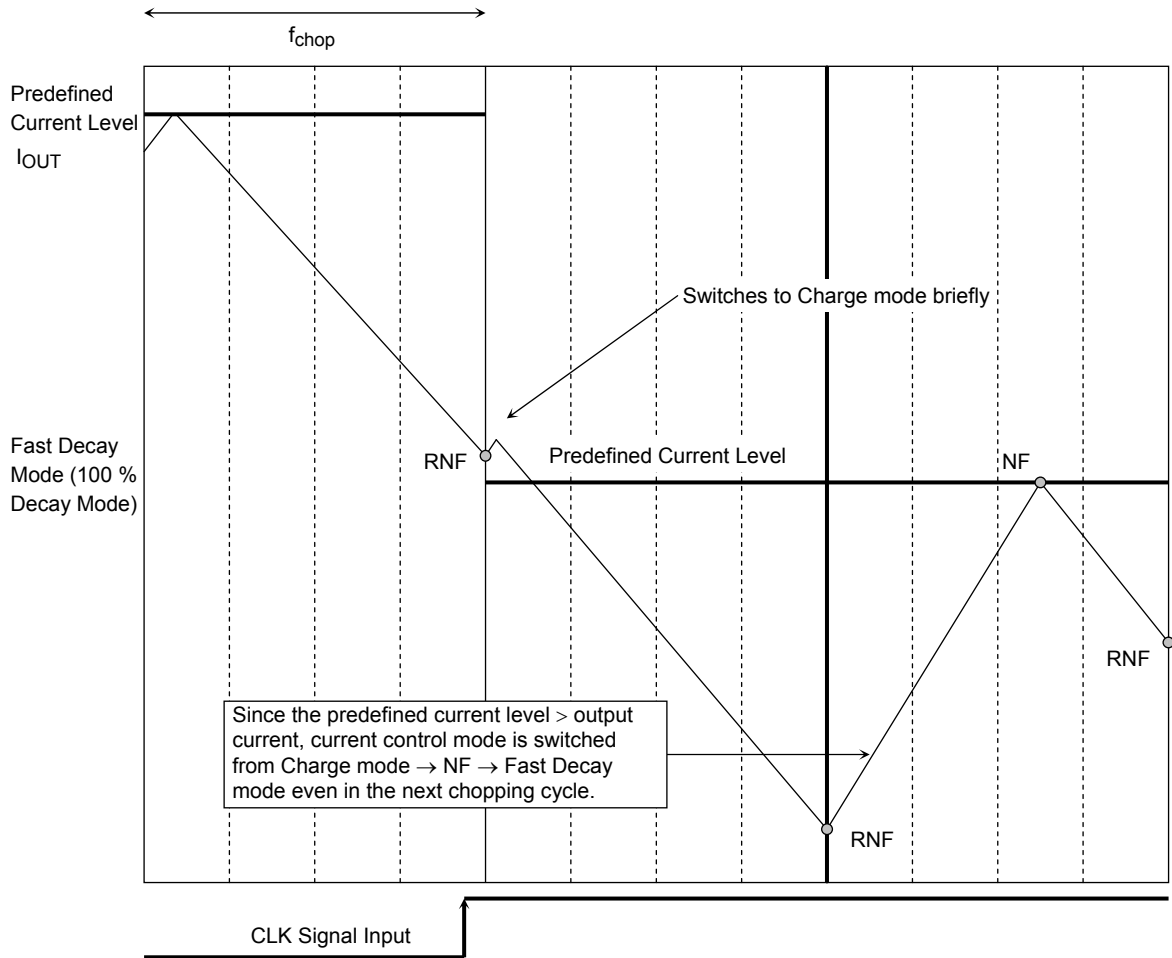 fchop
Predefined
Current Level
IOUT
Switches to Charge mode briefly
Fast Decay
Mode (100 %
Decay Mode)
RNF
Predefined Current Level
NF
RNF
Since the predefined current level > output
current, current control mode is switched
from Charge mode → NF → Fast Decay
mode even in the next chopping cycle.
RNF
CLK Signal Input